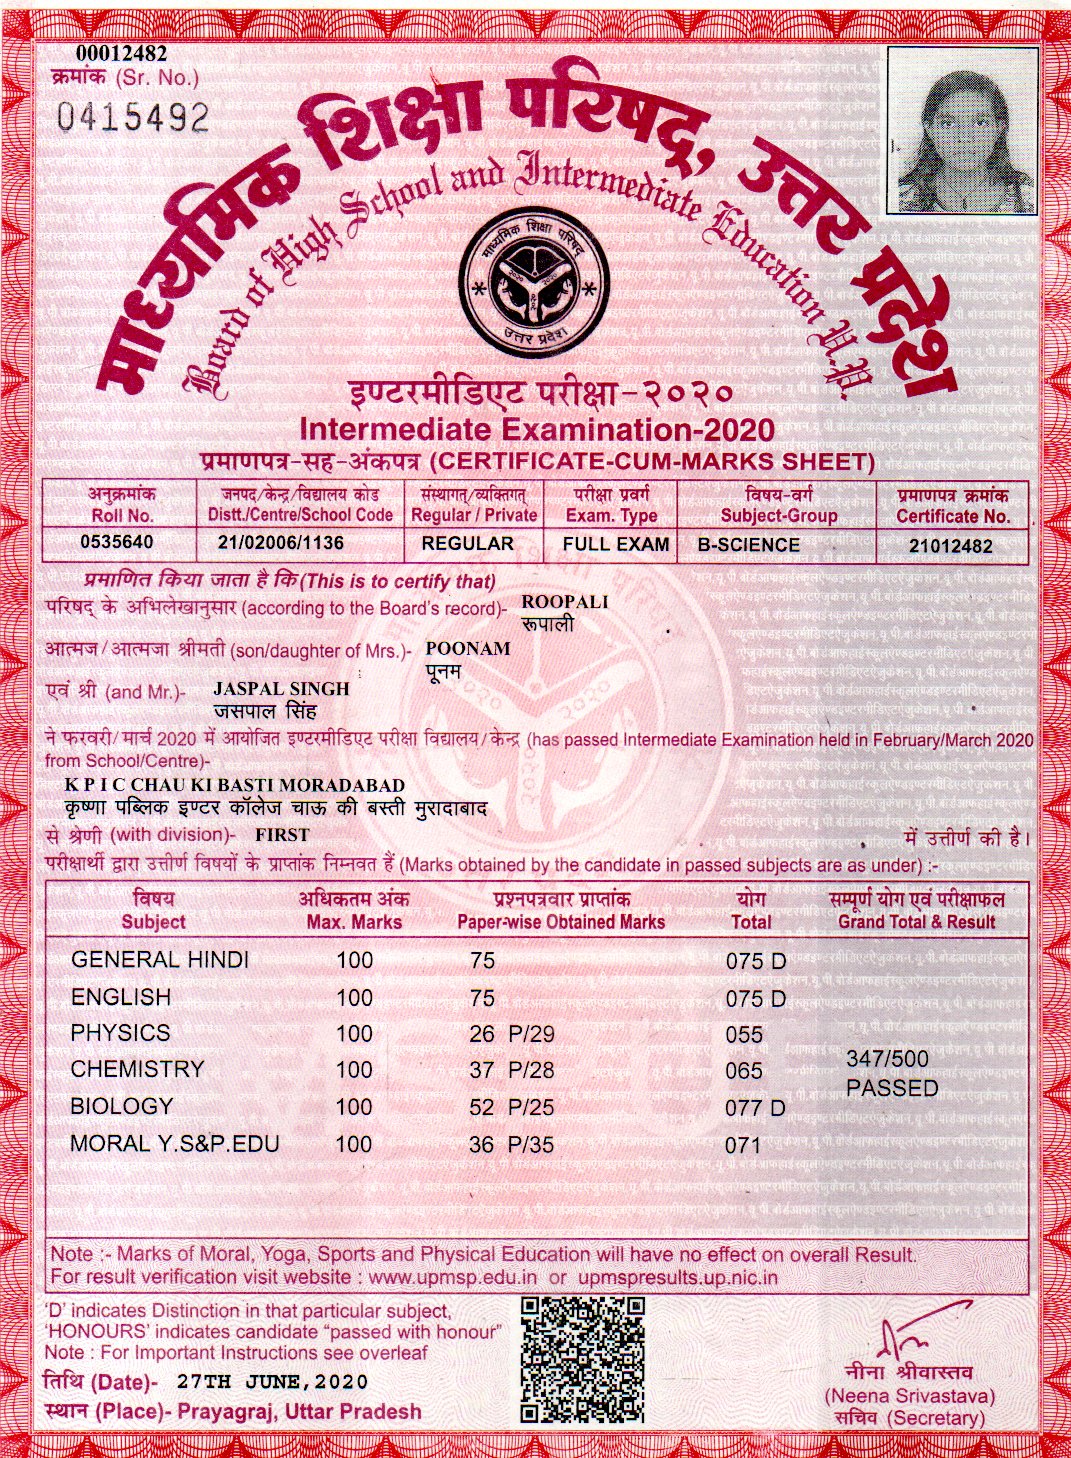 00012482
क्रमांक (Sr. No.)
0415492
माध्यमिक शिक्षा परिषद्, उत्तर प्रदेश
Board of High School and Intermediate Education U.P.
माध्यमिक शिक्षा परिषद्
उत्तर प्रदेश
इण्टरमीडिएट परीक्षा-२०२०
Intermediate Examination-2020
प्रमाणपत्र-सह-अंकपत्र (CERTIFICATE-CUM-MARKS SHEET)
अनुक्रमांक जनपद/केन्द्र/विद्यालय कोड संस्थागत्/व्यक्तिगत् परीक्षा प्रवर्ग विषय-वर्ग प्रमाणपत्र क्रमांक
Roll No. Distt./Centre/School Code Regular / Private Exam. Type Subject-Group Certificate No.
0535640 21/02006/1136 REGULAR FULL EXAM B-SCIENCE 21012482
प्रमाणित किया जाता है कि (This is to certify that)
परिषद् के अभिलेखानुसार (according to the Board's record)- ROOPALI
रूपाली
आत्मज/आत्मजा श्रीमती (son/daughter of Mrs.)- POONAM
पूनम
एवं श्री (and Mr.)- JASPAL SINGH
जसपाल सिंह
ने फरवरी/मार्च 2020 में आयोजित इण्टरमीडिएट परीक्षा विद्यालय/केन्द्र (has passed Intermediate Examination held in February/March 2020
from School/Centre)-
K P I C CHAU KI BASTI MORADABAD
कृष्णा पब्लिक इण्टर कॉलेज चाऊ की बस्ती मुरादाबाद
से श्रेणी (with division)- FIRST में उत्तीर्ण की है।
परीक्षार्थी द्वारा उत्तीर्ण विषयों के प्राप्तांक निम्नवत हैं (Marks obtained by the candidate in passed subjects are as under) :-
विषय अधिकतम अंक प्रश्नपत्रवार प्राप्तांक योग सम्पूर्ण योग एवं परीक्षाफल
Subject Max. Marks Paper-wise Obtained Marks Total Grand Total & Result
GENERAL HINDI 100 75 075 D
ENGLISH 100 75 075 D
PHYSICS 100 26 P/29 055
347/500
CHEMISTRY 100 37 P/28 065
PASSED
BIOLOGY 100 52 P/25 077 D
MORAL Y.S&P.EDU 100 36 P/35 071
Note :- Marks of Moral, Yoga, Sports and Physical Education will have no effect on overall Result.
For result verification visit website : www.upmsp.edu.in or upmspresults.up.nic.in
'D' indicates Distinction in that particular subject,
'HONOURS' indicates candidate "passed with honour"
Note : For Important Instructions see overleaf
तिथि (Date)- 27TH JUNE,2020
स्थान (Place)- Prayagraj, Uttar Pradesh
नीना श्रीवास्तव
(Neena Srivastava)
सचिव (Secretary)